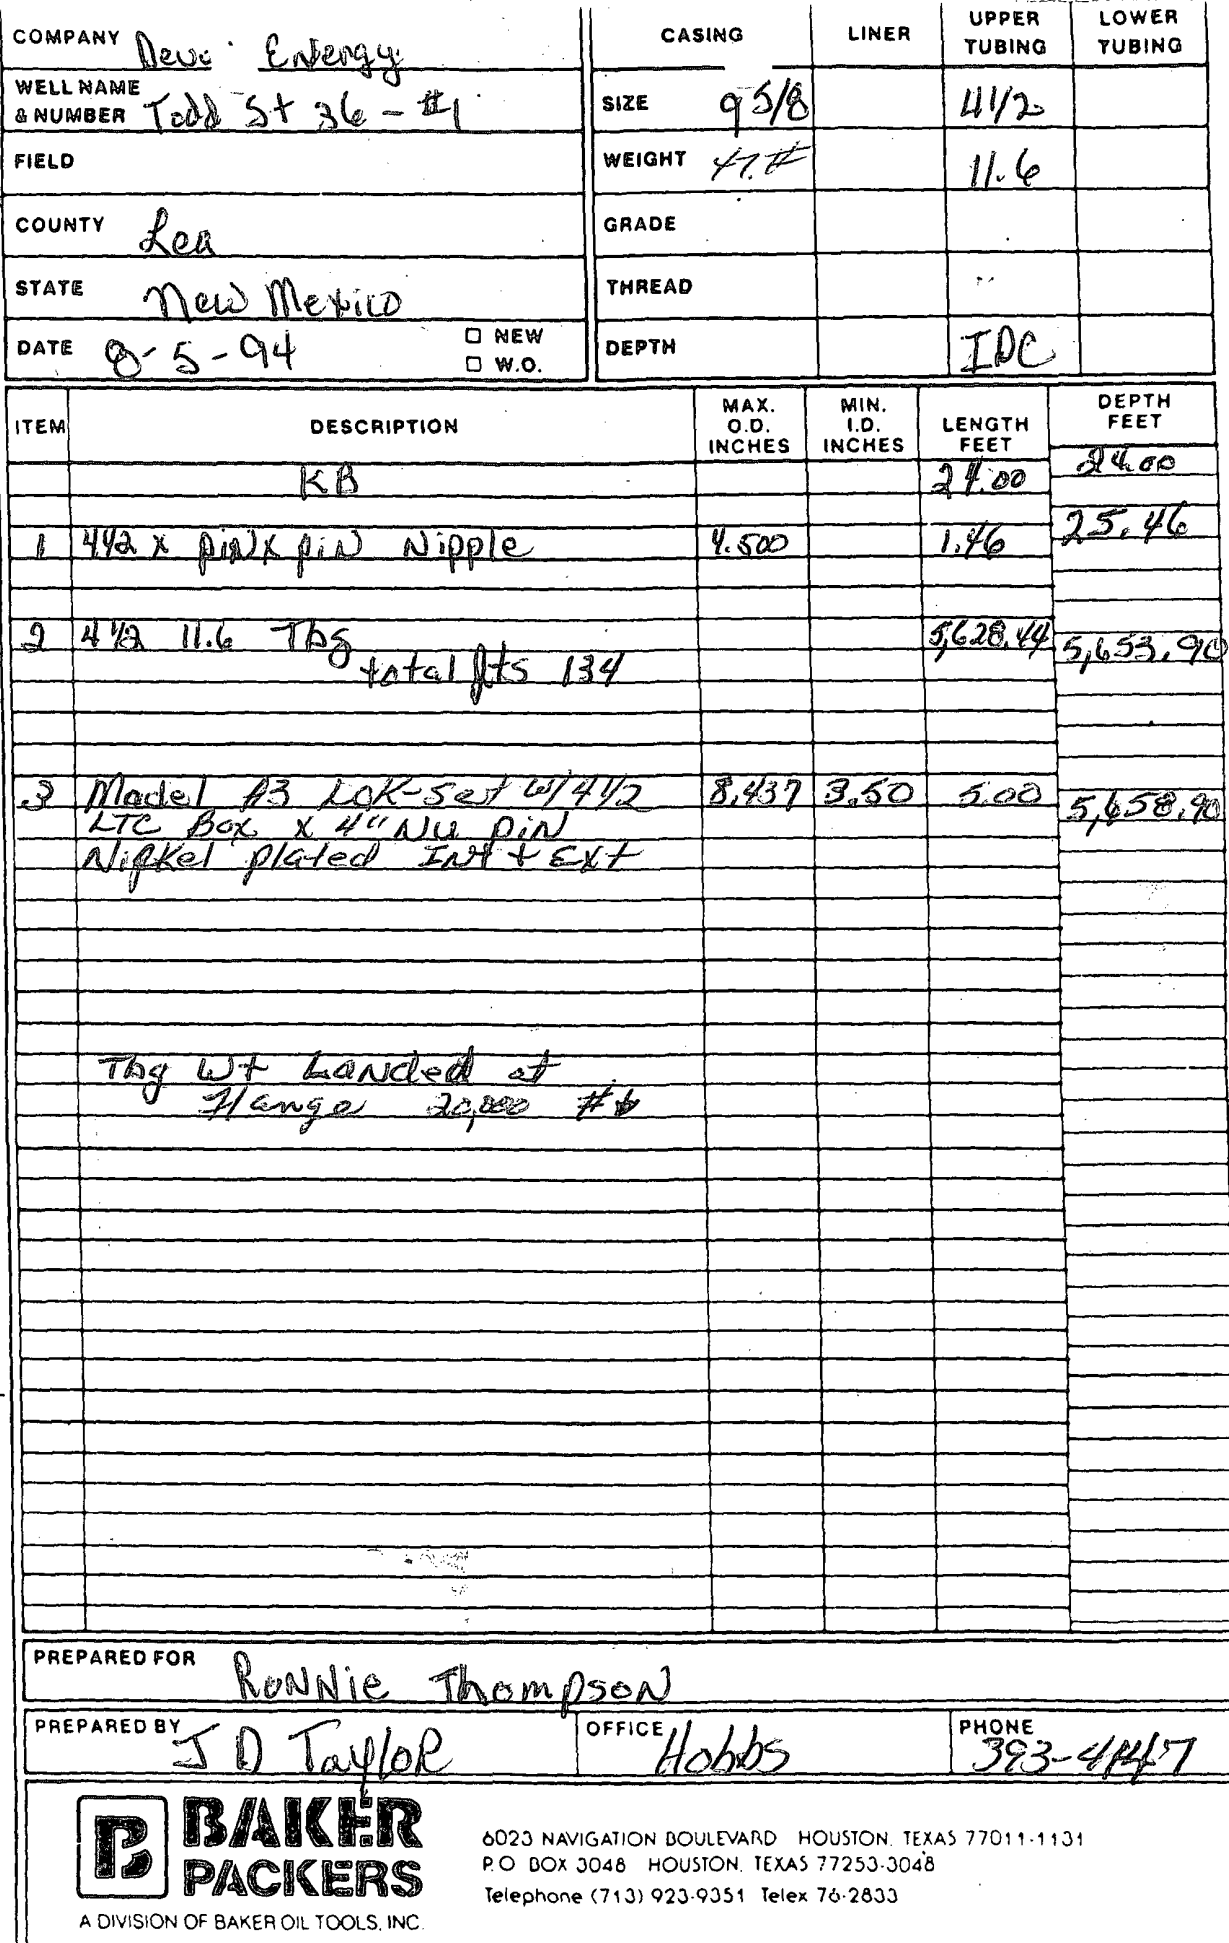 COMPANY Devc Energy
WELL NAME
& NUMBER Todd St 36 - #1
FIELD
COUNTY Lea
STATE New Mexico
DATE 8-5-94 □ NEW
□ W.O.
CASING LINER UPPER TUBING LOWER TUBING
SIZE 9 5/8 4 1/2
WEIGHT 47.# 11.6
GRADE
THREAD
DEPTH IPC
ITEM DESCRIPTION MAX. O.D. INCHES MIN. I.D. INCHES LENGTH FEET DEPTH FEET
KB 24.00 24.00
1 4 1/2 x pin x pin Nipple 4.500 1.46 25.46
2 4 1/2 11.6 Tbg 5,628.44 5,653.90
total jts 134
3 Model A3 Lok-Set W/ 4 1/2 8.437 3.50 5.00 5,658.90
LTC Box x 4" NU pin
Nickel plated Int + Ext
Tbg Wt Landed at
Flange 20,000 #
PREPARED FOR Ronnie Thompson
PREPARED BY J D Taylor OFFICE Hobbs PHONE 393-4147
B BAKER
PACKERS
A DIVISION OF BAKER OIL TOOLS, INC.
6023 NAVIGATION BOULEVARD HOUSTON, TEXAS 77011-1131
P.O. BOX 3048 HOUSTON, TEXAS 77253-3048
Telephone (713) 923-9351 Telex 76-2833